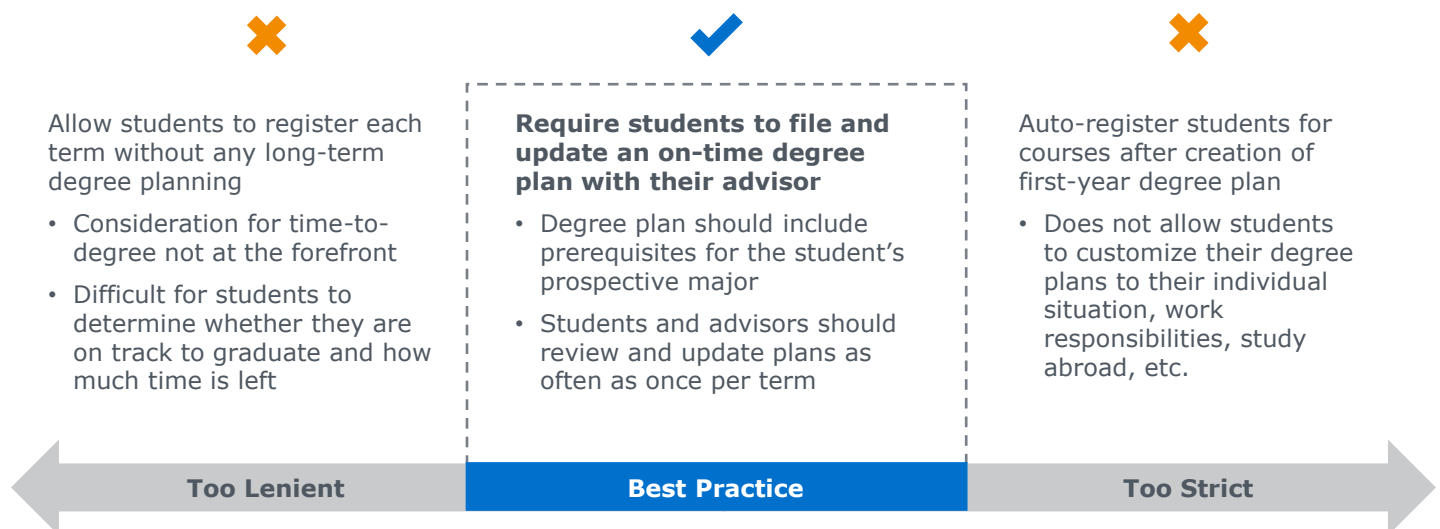 Allow students to register each
term without any long-term
degree planning
• Consideration for time-to-
degree not at the forefront
• Difficult for students to
determine whether they are
on track to graduate and how
much time is left
Require students to file and
update an on-time degree
plan with their advisor
• Degree plan should include
prerequisites for the student's
prospective major
• Students and advisors should
review and update plans as
often as once per term
Auto-register students for
courses after creation of
first-year degree plan
• Does not allow students
to customize their degree
plans to their individual
situation, work
responsibilities, study
abroad, etc.
Too Lenient
Best Practice
Too Strict